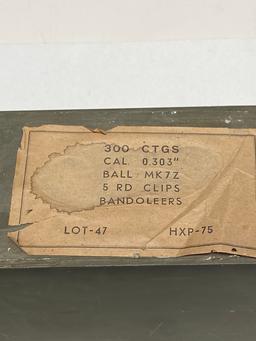 300 CTGS
CAL. 0.303"
BALL MK7Z
5 RD CLIPS
BANDOLEERS
LOT-47 HXP-75